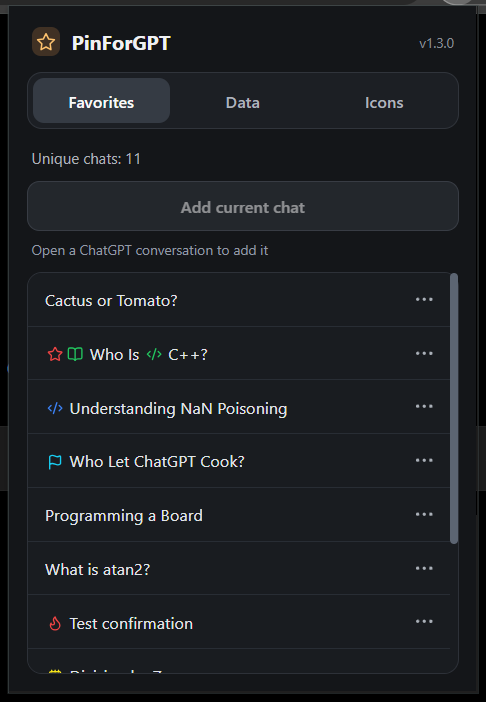 PinForGPT
v1.3.0
Favorites
Data
Icons
Unique chats: 11
Add current chat
Open a ChatGPT conversation to add it
Cactus or Tomato?
Who Is </> C++?
</> Understanding NaN Poisoning
Who Let ChatGPT Cook?
Programming a Board
What is atan2?
Test confirmation